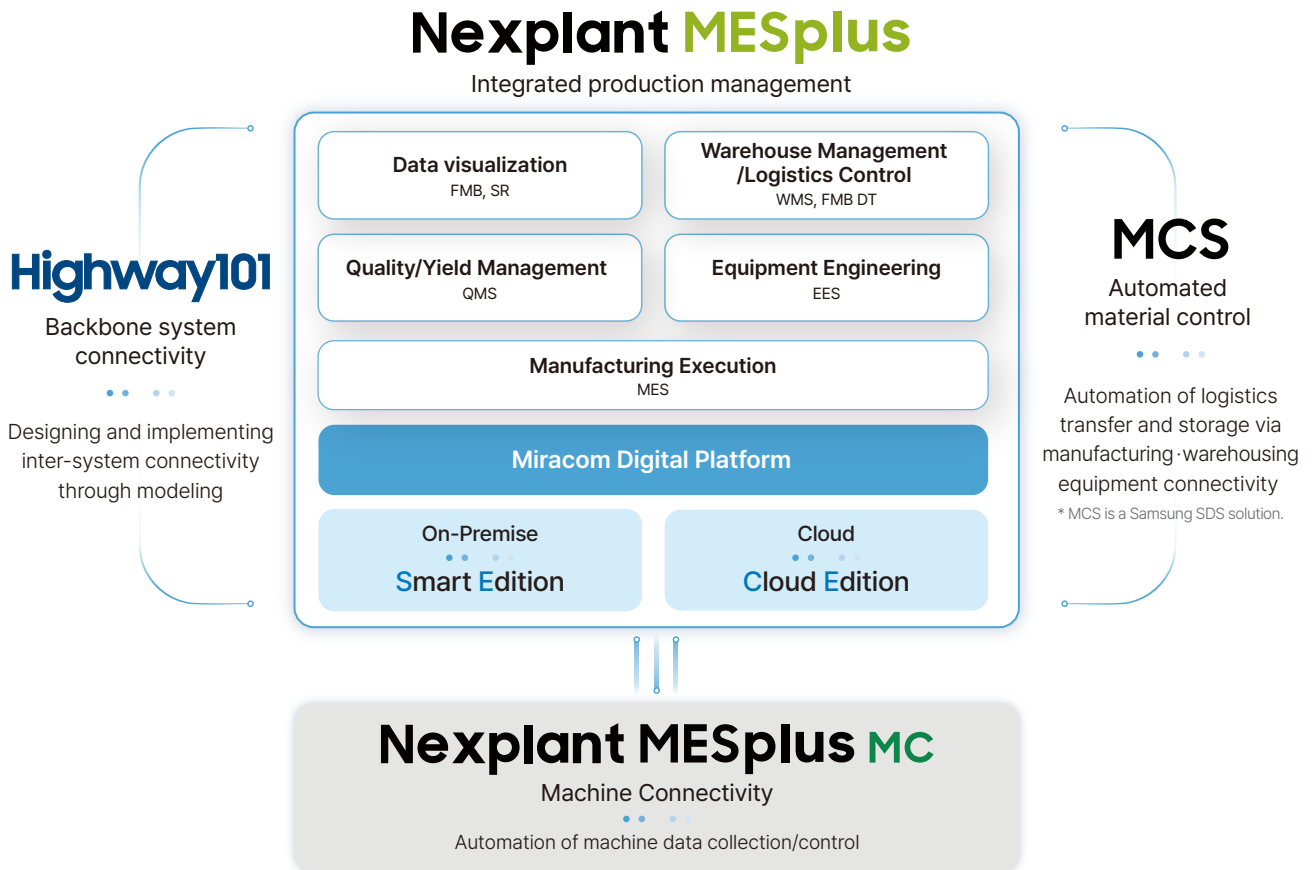 Nexplant MESplus
Integrated production management
Data visualization
FMB, SR
Warehouse Management
/Logistics Control
WMS, FMB DT
Quality/Yield Management
QMS
Equipment Engineering
EES
Manufacturing Execution
MES
Miracom Digital Platform
On-Premise
Smart Edition
Cloud
Cloud Edition
Highway101
Backbone system
connectivity
Designing and implementing
inter-system connectivity
through modeling
MCS
Automated
material control
Automation of logistics
transfer and storage via
manufacturing·warehousing
equipment connectivity
* MCS is a Samsung SDS solution.
Nexplant MESplus MC
Machine Connectivity
Automation of machine data collection/control